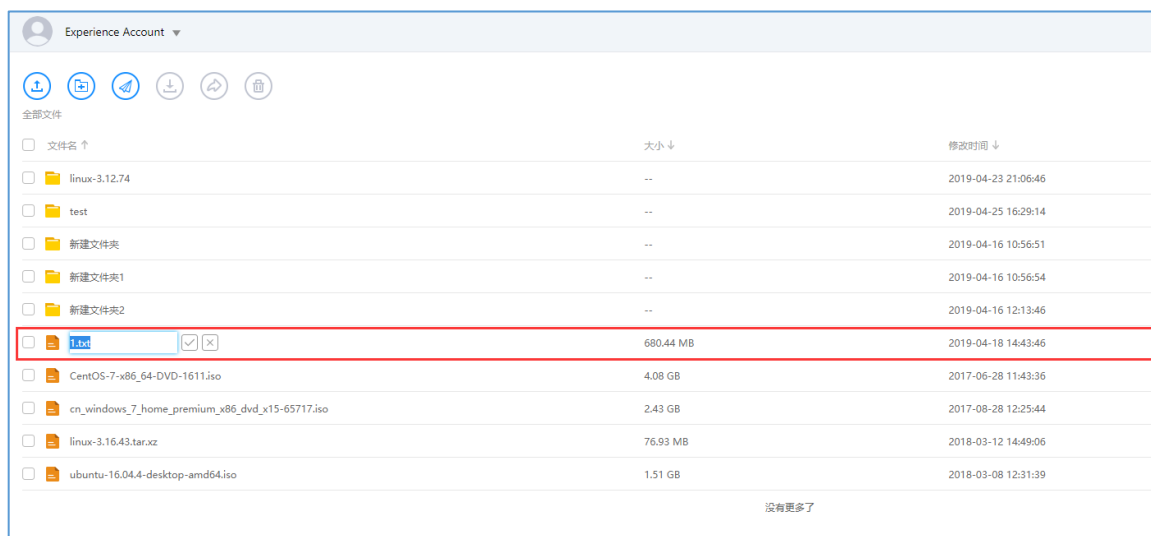 Experience Account
全部文件
文件名 大小 修改时间
linux-3.12.74 -- 2019-04-23 21:06:46
test -- 2019-04-25 16:29:14
新建文件夹 -- 2019-04-16 10:56:51
新建文件夹1 -- 2019-04-16 10:56:54
新建文件夹2 -- 2019-04-16 12:13:46
1.txt 680.44 MB 2019-04-18 14:43:46
CentOS-7-x86_64-DVD-1611.iso 4.08 GB 2017-06-28 11:43:36
cn_windows_7_home_premium_x86_dvd_x15-65717.iso 2.43 GB 2017-08-28 12:25:44
linux-3.16.43.tar.xz 76.93 MB 2018-03-12 14:49:06
ubuntu-16.04.4-desktop-amd64.iso 1.51 GB 2018-03-08 12:31:39
没有更多了